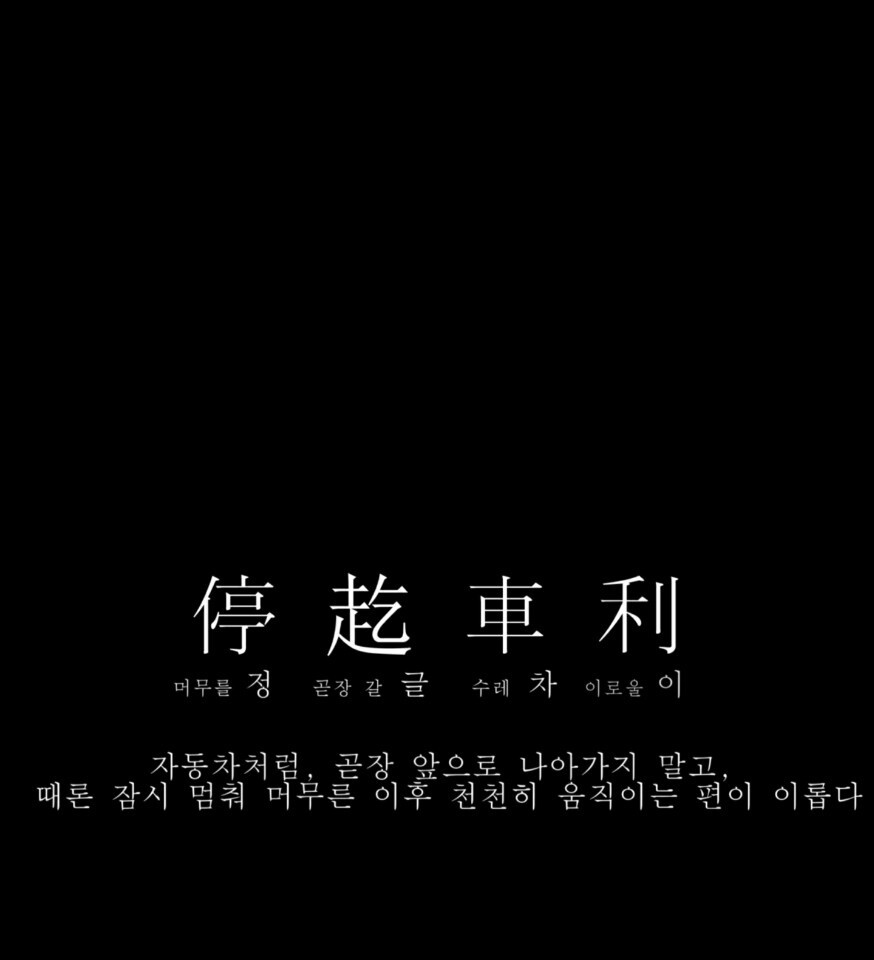 停 趷 車 利
머무를 정 곧장 갈 글 수레 차 이로울 이
자동차처럼, 곧장 앞으로 나아가지 말고,
때론 잠시 멈춰 머무른 이후 천천히 움직이는 편이 이롭다